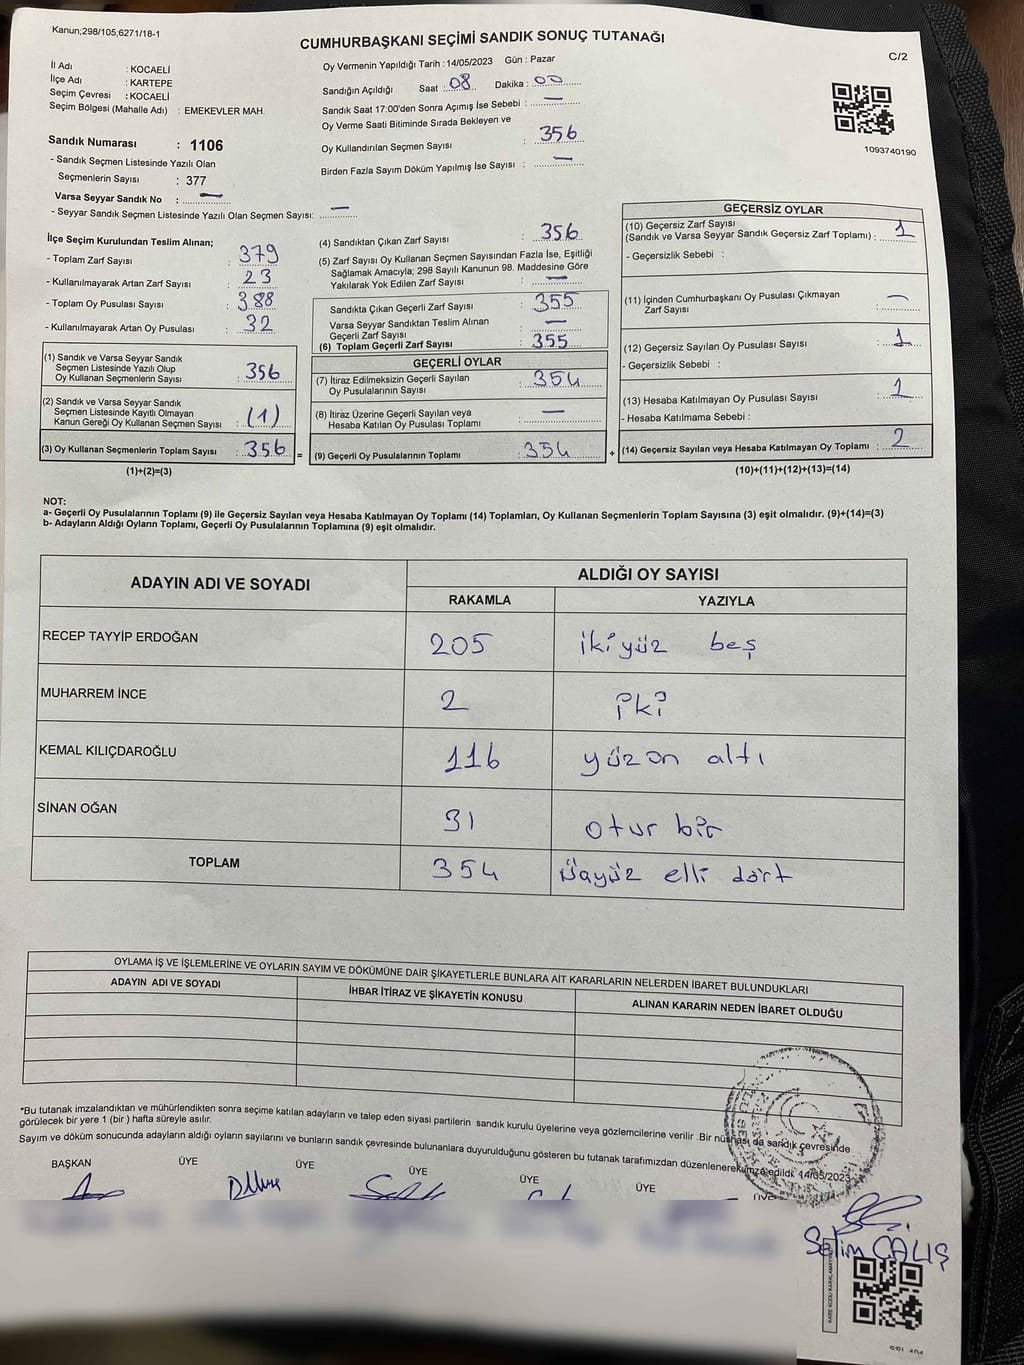 Kanun;298/105;6271/18-1
CUMHURBAŞKANI SEÇİMİ SANDIK SONUÇ TUTANAĞI
C/2
İl Adı : KOCAELİ
İlçe Adı : KARTEPE
Seçim Çevresi : KOCAELİ
Seçim Bölgesi (Mahalle Adı) : EMEKEVLER MAH.
Oy Vermenin Yapıldığı Tarih :14/05/2023 Gün : Pazar
Sandığın Açıldığı Saat : 08 Dakika : 00
Sandık Saat 17:00'den Sonra Açımış İse Sebebi : —
Oy Verme Saati Bitiminde Sırada Bekleyen ve
Oy Kullandırılan Seçmen Sayısı : 356
Birden Fazla Sayım Döküm Yapılmış İse Sayısı : —
1093740190
Sandık Numarası : 1106
- Sandık Seçmen Listesinde Yazılı Olan
Seçmenlerin Sayısı : 377
Varsa Seyyar Sandık No : —
- Seyyar Sandık Seçmen Listesinde Yazılı Olan Seçmen Sayısı: —
İlçe Seçim Kurulundan Teslim Alınan;
- Toplam Zarf Sayısı : 379
- Kullanılmayarak Artan Zarf Sayısı : 23
- Toplam Oy Pusulası Sayısı : 388
- Kullanılmayarak Artan Oy Pusulası : 32
(1) Sandık ve Varsa Seyyar Sandık
Seçmen Listesinde Yazılı Olup
Oy Kullanan Seçmenlerin Sayısı : 356
(2) Sandık ve Varsa Seyyar Sandık
Seçmen Listesinde Kayıtlı Olmayan
Kanun Gereği Oy Kullanan Seçmen Sayısı : (1)
(3) Oy Kullanan Seçmenlerin Toplam Sayısı : 356 =
(1)+(2)=(3)
(4) Sandıktan Çıkan Zarf Sayısı : 356
(5) Zarf Sayısı Oy Kullanan Seçmen Sayısından Fazla İse, Eşitliği
Sağlamak Amacıyla; 298 Sayılı Kanunun 98. Maddesine Göre
Yakılarak Yok Edilen Zarf Sayısı : —
Sandıkta Çıkan Geçerli Zarf Sayısı : 355
Varsa Seyyar Sandıktan Teslim Alınan
Geçerli Zarf Sayısı : —
(6) Toplam Geçerli Zarf Sayısı : 355
GEÇERLİ OYLAR
(7) İtiraz Edilmeksizin Geçerli Sayılan
Oy Pusulalarının Sayısı : 354
(8) İtiraz Üzerine Geçerli Sayılan veya
Hesaba Katılan Oy Pusulaları Toplamı : —
(9) Geçerli Oy Pusulalarının Toplamı : 354 +
GEÇERSİZ OYLAR
(10) Geçersiz Zarf Sayısı
(Sandık ve Varsa Seyyar Sandık Geçersiz Zarf Toplamı) : 1
- Geçersizlik Sebebi :
(11) İçinden Cumhurbaşkanı Oy Pusulası Çıkmayan
Zarf Sayısı : —
(12) Geçersiz Sayılan Oy Pusulası Sayısı : 1
- Geçersizlik Sebebi :
(13) Hesaba Katılmayan Oy Pusulası Sayısı : 1
- Hesaba Katılmama Sebebi :
(14) Geçersiz Sayılan veya Hesaba Katılmayan Oy Toplamı : 2
(10)+(11)+(12)+(13)=(14)
NOT:
a- Geçerli Oy Pusulalarının Toplamı (9) ile Geçersiz Sayılan veya Hesaba Katılmayan Oy Toplamı (14) Toplamları, Oy Kullanan Seçmenlerin Toplam Sayısına (3) eşit olmalıdır. (9)+(14)=(3)
b- Adayların Aldığı Oyların Toplamı, Geçerli Oy Pusulalarının Toplamına (9) eşit olmalıdır.
ADAYIN ADI VE SOYADI
ALDIĞI OY SAYISI
RAKAMLA YAZIYLA
RECEP TAYYİP ERDOĞAN 205 ikiyüz beş
MUHARREM İNCE 2 iki
KEMAL KILIÇDAROĞLU 116 yüzon altı
SİNAN OĞAN 31 otur bir
TOPLAM 354 üçyüz elli dört
OYLAMA İŞ VE İŞLEMLERİNE VE OYLARIN SAYIM VE DÖKÜMÜNE DAİR ŞİKAYETLERLE BUNLARA AİT KARARLARIN NELERDEN İBARET BULUNDUKLARI
ADAYIN ADI VE SOYADI İHBAR İTİRAZ VE ŞİKAYETİN KONUSU ALINAN KARARIN NEDEN İBARET OLDUĞU
*Bu tutanak imzalandıktan ve mühürlendikten sonra seçime katılan adayların ve talep eden siyasi partilerin sandık kurulu üyelerine veya gözlemcilerine verilir .Bir nüshası da sandık çevresinde
görülecek bir yere 1 (bir ) hafta süreyle asılır.
Sayım ve döküm sonucunda adayların aldığı oyların sayılarını ve bunların sandık çevresinde bulunanlara duyurulduğunu gösteren bu tutanak tarafımızdan düzenlenerek imza edildi. 14/05/2023
BAŞKAN ÜYE ÜYE ÜYE ÜYE ÜYE ÜYE
Selim ÇALIŞ